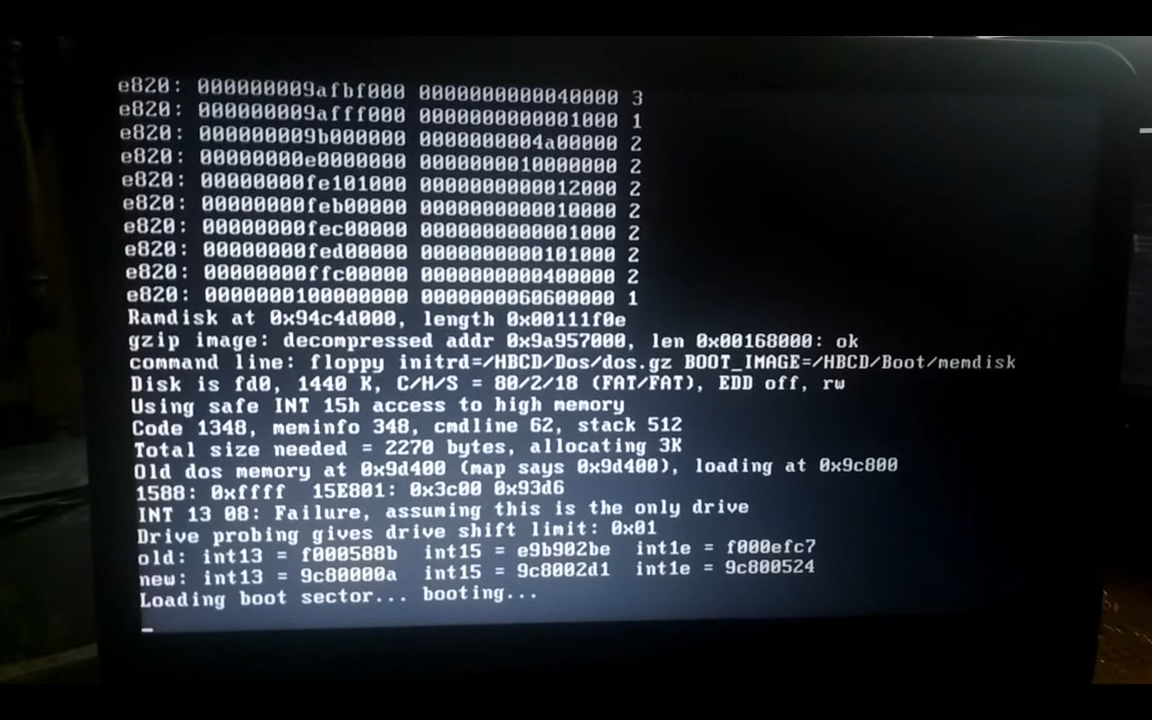 e820: 000000009afbf000 0000000000040000 3
e820: 000000009afff000 0000000000001000 1
e820: 000000009b000000 0000000004a00000 2
e820: 00000000e0000000 0000000010000000 2
e820: 00000000fe101000 0000000000012000 2
e820: 00000000feb00000 0000000000010000 2
e820: 00000000fec00000 0000000000001000 2
e820: 00000000fed00000 0000000000101000 2
e820: 00000000ffc00000 0000000000400000 2
e820: 0000000100000000 0000000060600000 1
Ramdisk at 0x94c4d000, length 0x00111f0e
gzip image: decompressed addr 0x9a957000, len 0x00168000: ok
command line: floppy initrd=/HBCD/Dos/dos.gz BOOT_IMAGE=/HBCD/Boot/memdisk
Disk is fd0, 1440 K, C/H/S = 80/2/18 (FAT/FAT), EDD off, rw
Using safe INT 15h access to high memory
Code 1348, meminfo 348, cmdline 62, stack 512
Total size needed = 2270 bytes, allocating 3K
Old dos memory at 0x9d400 (map says 0x9d400), loading at 0x9c800
1588: 0xffff  15E801: 0x3c00 0x93d6
INT 13 08: Failure, assuming this is the only drive
Drive probing gives drive shift limit: 0x01
old: int13 = f000588b  int15 = e9b902be  int1e = f000efc7
new: int13 = 9c80000a  int15 = 9c8002d1  int1e = 9c800524
Loading boot sector... booting...